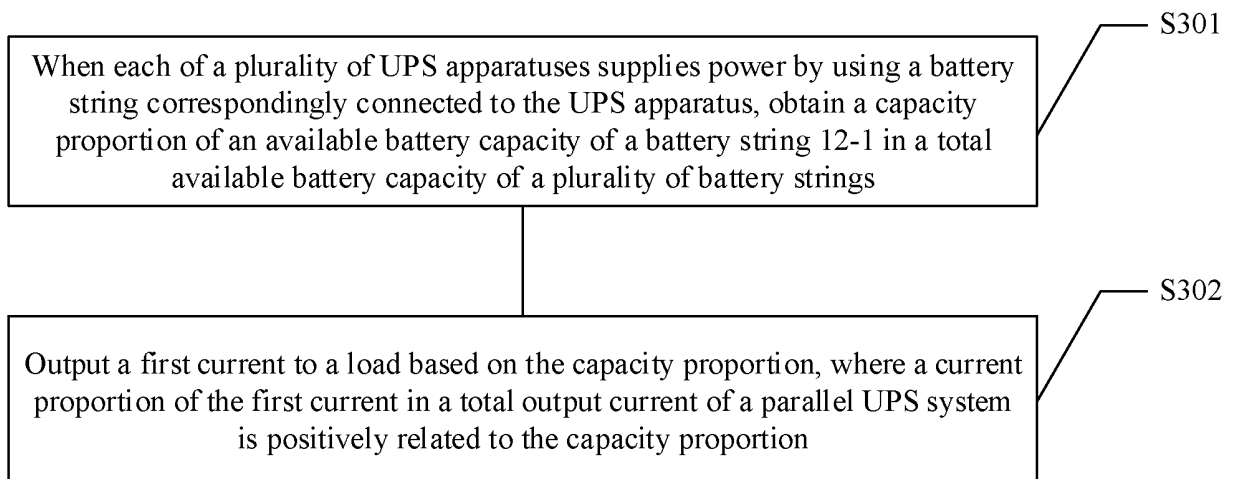 S301
When each of a plurality of UPS apparatuses supplies power by using a battery
string correspondingly connected to the UPS apparatus, obtain a capacity
proportion of an available battery capacity of a battery string 12-1 in a total
available battery capacity of a plurality of battery strings
S302
Output a first current to a load based on the capacity proportion, where a current
proportion of the first current in a total output current of a parallel UPS system
is positively related to the capacity proportion